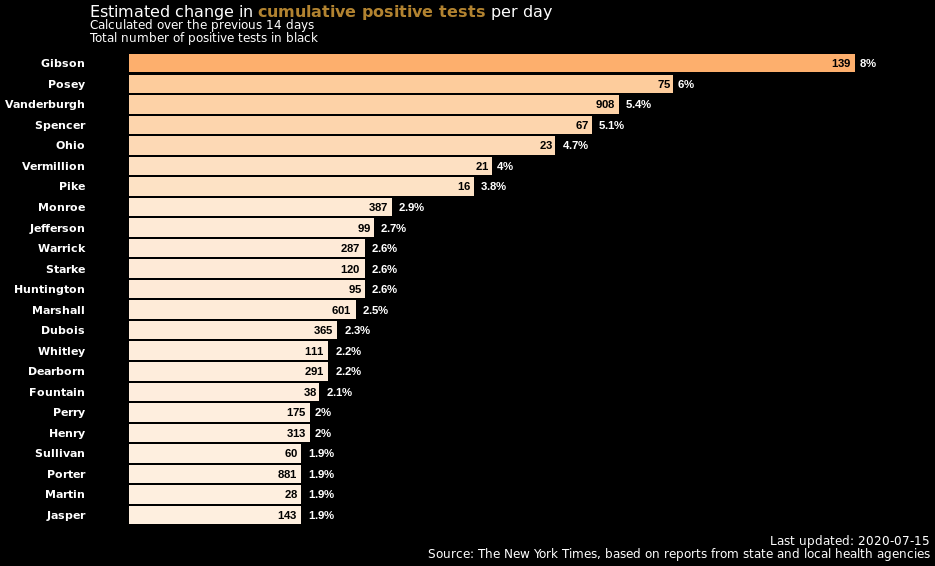 Estimated change in cumulative positive tests per day
Calculated over the previous 14 days
Total number of positive tests in black
Gibson 139 8%
Posey 75 6%
Vanderburgh 908 5.4%
Spencer 67 5.1%
Ohio 23 4.7%
Vermillion 21 4%
Pike 16 3.8%
Monroe 387 2.9%
Jefferson 99 2.7%
Warrick 287 2.6%
Starke 120 2.6%
Huntington 95 2.6%
Marshall 601 2.5%
Dubois 365 2.3%
Whitley 111 2.2%
Dearborn 291 2.2%
Fountain 38 2.1%
Perry 175 2%
Henry 313 2%
Sullivan 60 1.9%
Porter 881 1.9%
Martin 28 1.9%
Jasper 143 1.9%
Last updated: 2020-07-15
Source: The New York Times, based on reports from state and local health agencies